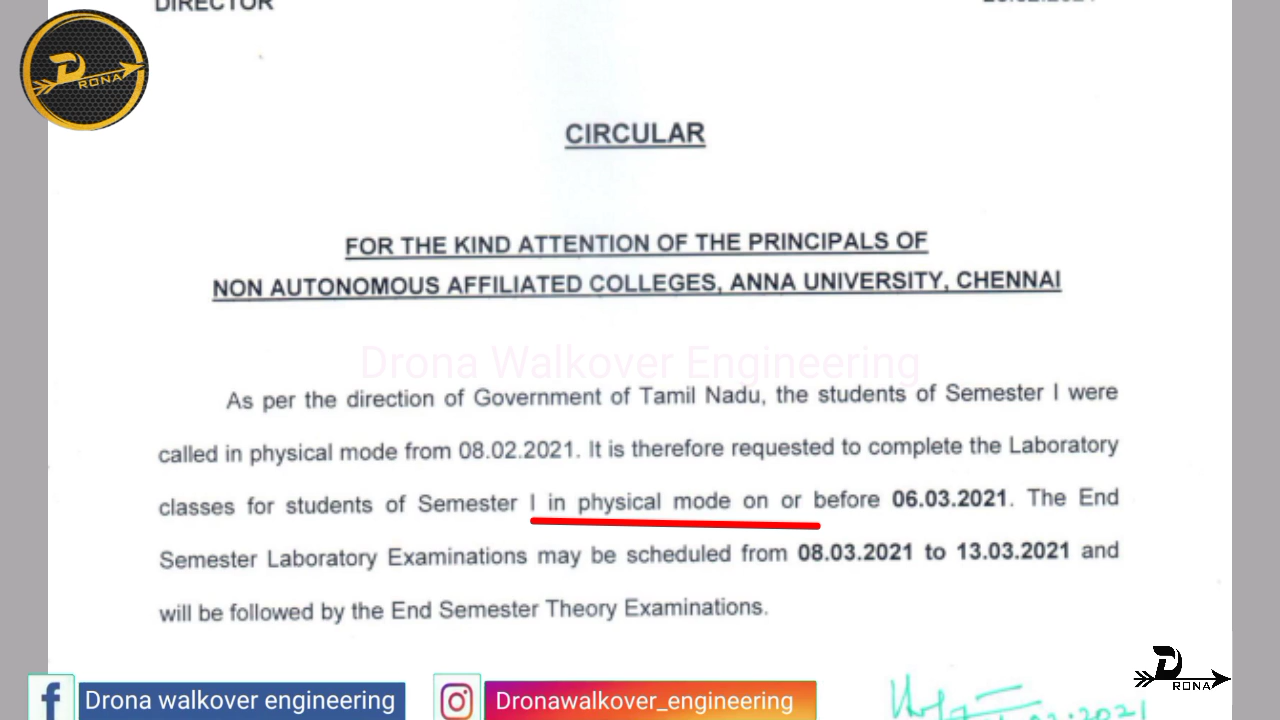 DIRECTOR
DRONA
CIRCULAR
FOR THE KIND ATTENTION OF THE PRINCIPALS OF
NON AUTONOMOUS AFFILIATED COLLEGES, ANNA UNIVERSITY, CHENNAI
Drona Walkover Engineering
As per the direction of Government of Tamil Nadu, the students of Semester I were
called in physical mode from 08.02.2021. It is therefore requested to complete the Laboratory
classes for students of Semester I in physical mode on or before 06.03.2021. The End
Semester Laboratory Examinations may be scheduled from 08.03.2021 to 13.03.2021 and
will be followed by the End Semester Theory Examinations.
f Drona walkover engineering
Dronawalkover_engineering
DRONA